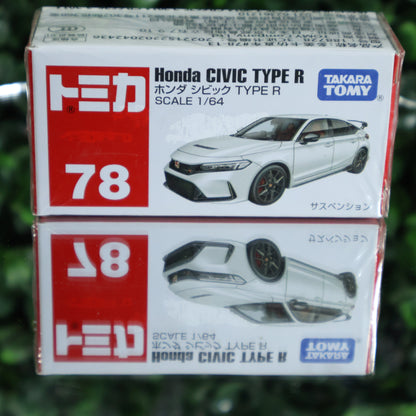 トミカ
78
Honda CIVIC TYPE R
ホンダ シビック TYPE R
SCALE 1/64
TAKARA
TOMY
サスペンション